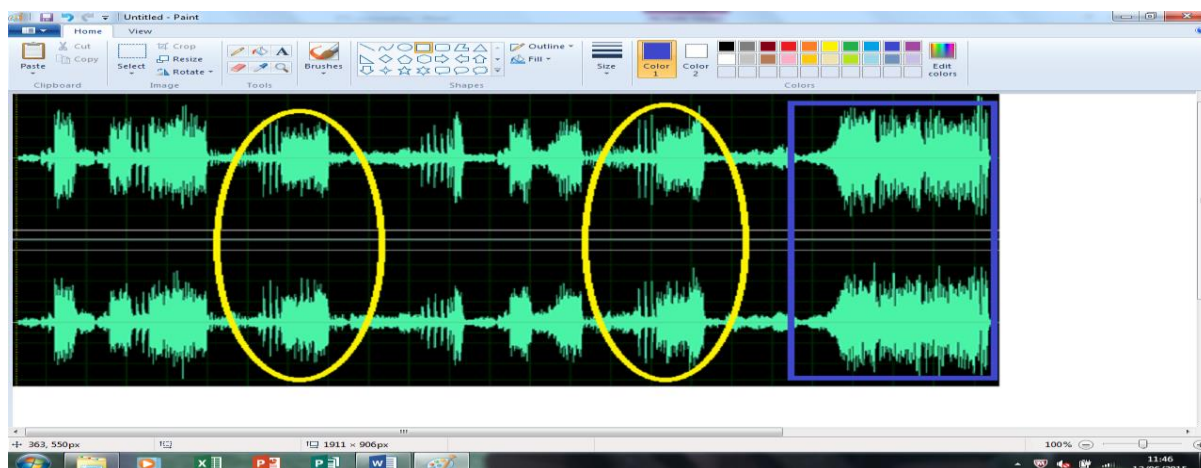 Untitled - Paint
Home View
Paste
Cut
Copy
Clipboard
Select
Crop
Resize
Rotate
Image
Tools
Brushes
Shapes
Outline
Fill
Size
Color 1
Color 2
Edit colors
Colors
363, 550px
1911 × 906px
100%
11:46